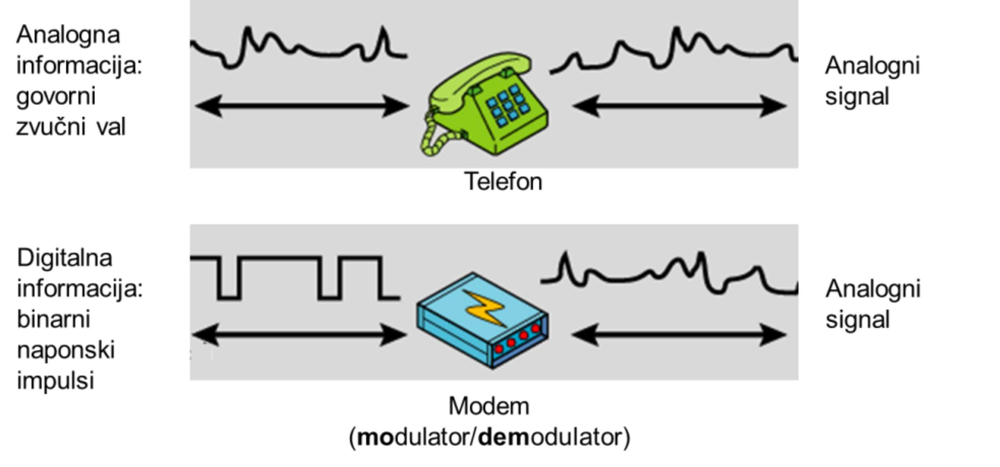 Analogna
informacija:
govorni
zvučni val
Analogni
signal
Telefon
Digitalna
informacija:
binarni
naponski
impulsi
Analogni
signal
Modem
(modulator/demodulator)